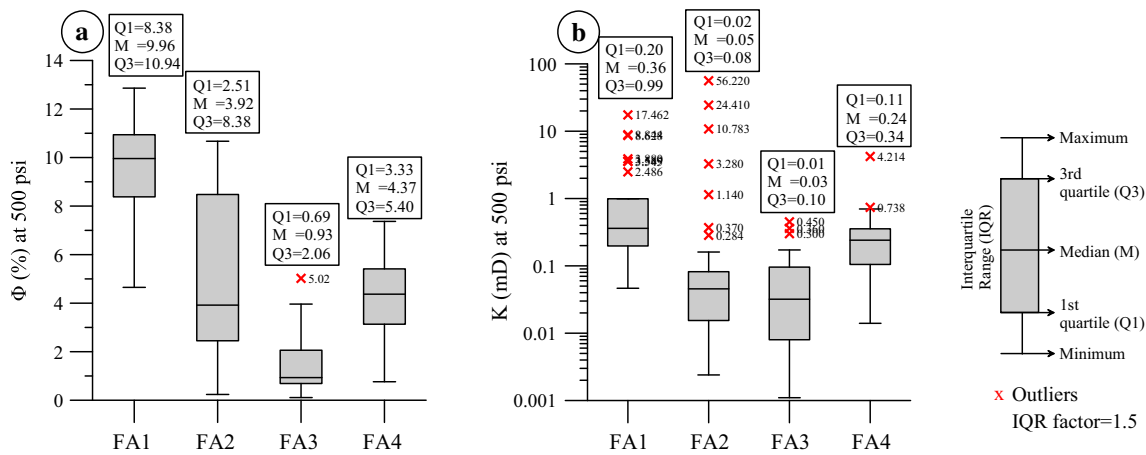 a
Q1=8.38
M =9.96
Q3=10.94
Q1=2.51
M =3.92
Q3=8.38
Q1=0.69
M =0.93
Q3=2.06
Q1=3.33
M =4.37
Q3=5.40
5.02
Φ (%) at 500 psi
14
12
10
8
6
4
2
0
FA1 FA2 FA3 FA4
b
Q1=0.20
M =0.36
Q3=0.99
Q1=0.02
M =0.05
Q3=0.08
Q1=0.01
M =0.03
Q3=0.10
Q1=0.11
M =0.24
Q3=0.34
K (mD) at 500 psi
100
10
1
0.1
0.01
0.001
17.462
2.486
56.220
24.410
10.783
3.280
1.140
0.370
0.284
0.450
0.300
4.214
0.738
FA1 FA2 FA3 FA4
Interquartile
Range (IQR)
Maximum
3rd
quartile (Q3)
Median (M)
1st
quartile (Q1)
Minimum
x Outliers
IQR factor=1.5